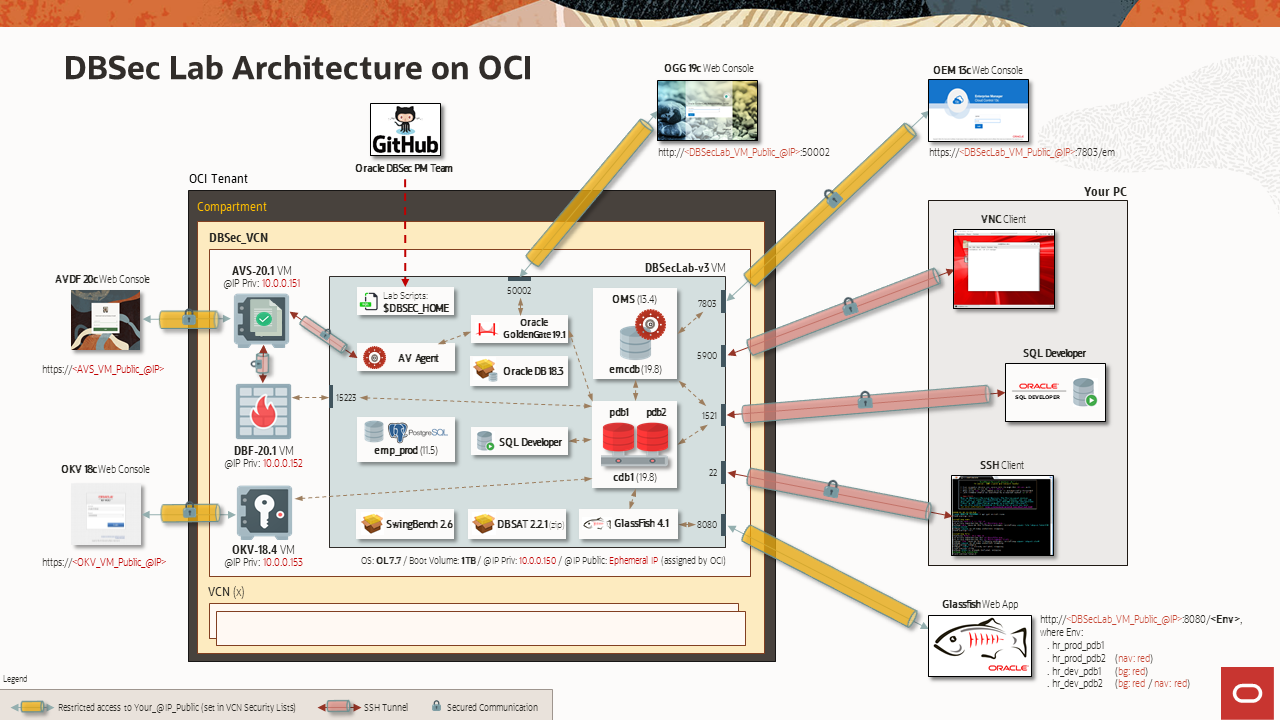 DBSec Lab Architecture on OCI
OGG 19c Web Console
http://<DBSecLab_VM_Public_@IP>:50002
OEM 13c Web Console
https://<DBSecLab_VM_Public_@IP>:7803/em
GitHub
Oracle DBSec PM Team
OCI Tenant
Compartment
DBSec_VCN
DBSecLab-v3 VM
AVDF 20c Web Console
https://<AVS_VM_Public_@IP>
AVS-20.1 VM
@IP Priv: 10.0.0.151
DBF-20.1 VM
@IP Priv: 10.0.0.152
OKV 18c Web Console
https://<OKV_VM_Public_@IP>
OKV-18.4 VM
@IP Priv: 10.0.0.153
Lab Scripts:
$DBSEC_HOME
50002
AV Agent
Oracle
GoldenGate 19.1
Oracle DB 18.3
OMS (13.4)
emcdb (19.8)
7803
5900
1521
22
8080
15223
PostgreSQL
emp_prod (11.5)
SQL Developer
pdb1 pdb2
cdb1 (19.8)
SwingBench 2.6
DBSAT 2.2.1
GlassFish 4.1
OS: OL7.7 / Boot Volume: 1TB / @IP Priv: 10.0.0.150 / @IP Public: Ephemeral IP (assigned by OCI)
VCN (x)
Your PC
VNC Client
SQL Developer
ORACLE
SQL DEVELOPER
SSH Client
Glassfish Web App
ORACLE
http://<DBSecLab_VM_Public_@IP>:8080/<Env>,
where Env:
. hr_prod_pdb1
. hr_prod_pdb2 (nav: red)
. hr_dev_pdb1 (bg: red)
. hr_dev_pdb2 (bg: red / nav: red)
Legend
Restricted access to Your_@IP_Public (set in VCN Security Lists)
SSH Tunnel
Secured Communication